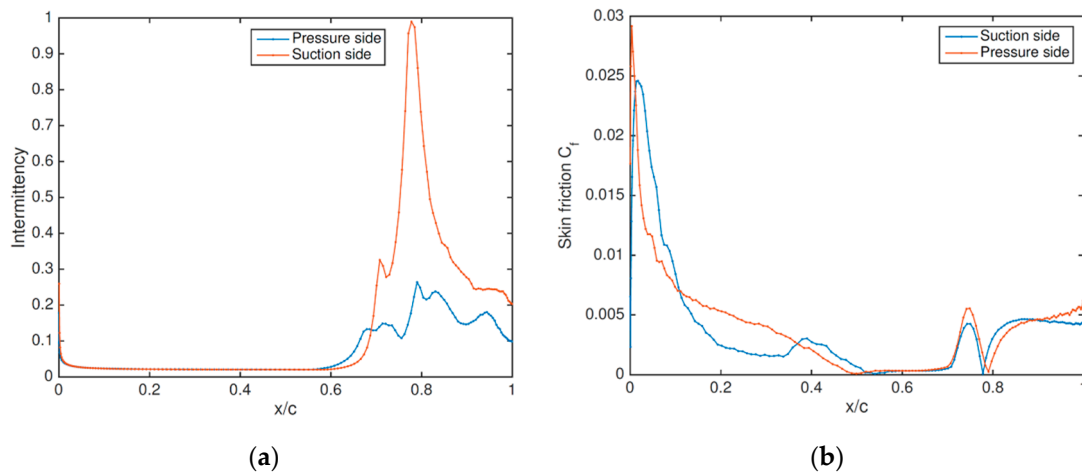 1
0.9
0.8
0.7
0.6
0.5
0.4
0.3
0.2
0.1
0
Intermittency
Pressure side
Suction side
0 0.2 0.4 0.6 0.8 1
x/c
(a)
0.03
0.025
0.02
0.015
0.01
0.005
0
Skin friction C_f
Suction side
Pressure side
0 0.2 0.4 0.6 0.8 1
x/c
(b)